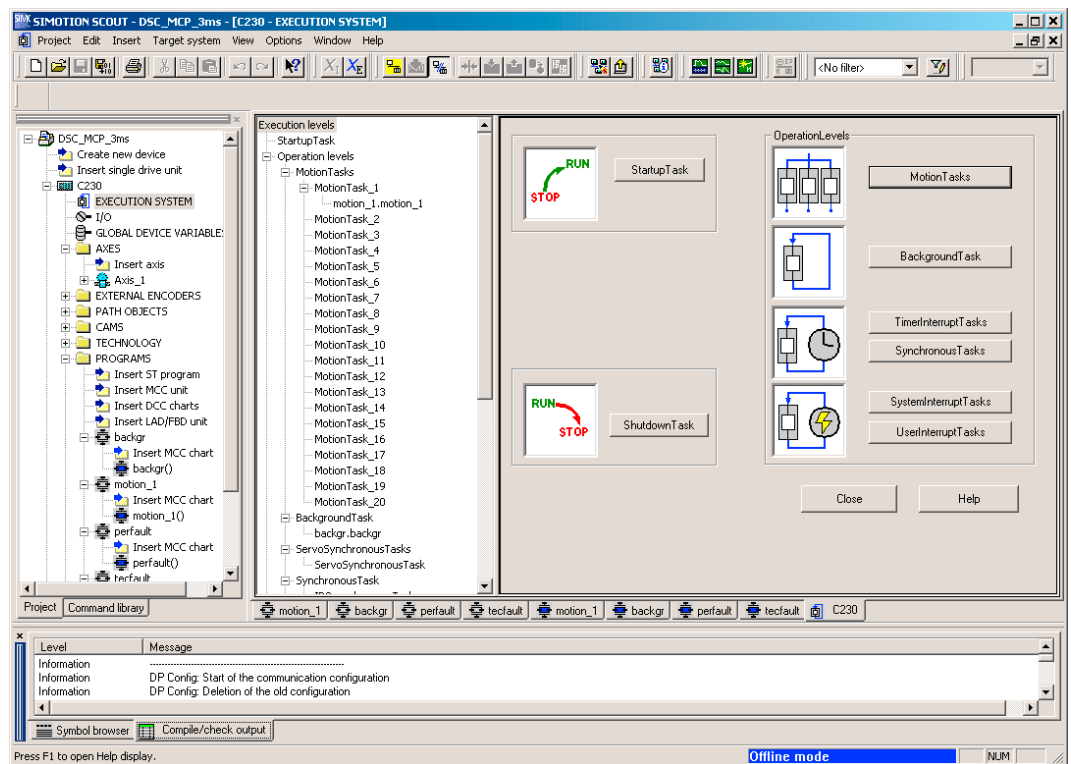 SIMOTION SCOUT - DSC_MCP_3ms - [C230 - EXECUTION SYSTEM]
Project Edit Insert Target system View Options Window Help
<No filter>
DSC_MCP_3ms
Create new device
Insert single drive unit
C230
EXECUTION SYSTEM
I/O
GLOBAL DEVICE VARIABLE:
AXES
Insert axis
Axis_1
EXTERNAL ENCODERS
PATH OBJECTS
CAMS
TECHNOLOGY
PROGRAMS
Insert ST program
Insert MCC unit
Insert DCC charts
Insert LAD/FBD unit
backgr
Insert MCC chart
backgr()
motion_1
Insert MCC chart
motion_1()
perfault
Insert MCC chart
perfault()
tecfault
Project Command library
Execution levels
StartupTask
Operation levels
MotionTasks
MotionTask_1
motion_1.motion_1
MotionTask_2
MotionTask_3
MotionTask_4
MotionTask_5
MotionTask_6
MotionTask_7
MotionTask_8
MotionTask_9
MotionTask_10
MotionTask_11
MotionTask_12
MotionTask_13
MotionTask_14
MotionTask_15
MotionTask_16
MotionTask_17
MotionTask_18
MotionTask_19
MotionTask_20
BackgroundTask
backgr.backgr
ServoSynchronousTasks
ServoSynchronousTask
SynchronousTask
RUN
STOP
StartupTask
RUN
STOP
ShutdownTask
OperationLevels
MotionTasks
BackgroundTask
TimerInterruptTasks
SynchronousTasks
SystemInterruptTasks
UserInterruptTasks
Close Help
motion_1 backgr perfault tecfault motion_1 backgr perfault tecfault C230
Level Message
Information ----------------------------------------------------------------
Information DP Config: Start of the communication configuration
Information DP Config: Deletion of the old configuration
Symbol browser Compile/check output
Press F1 to open Help display. Offline mode NUM